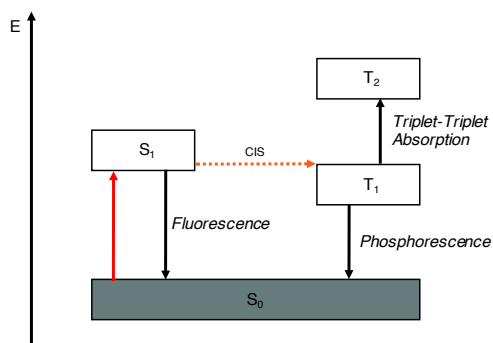 E
T2
Triplet-Triplet
Absorption
S1
CIS
T1
Fluorescence
Phosphorescence
S0